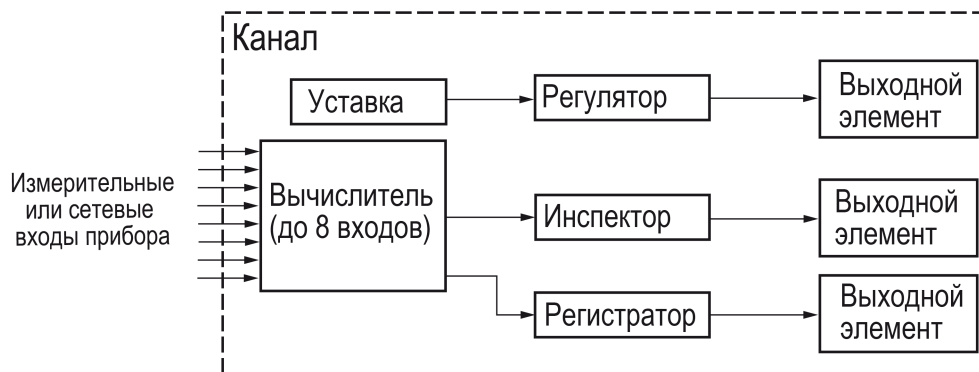 Канал
Уставка
Регулятор
Выходной
элемент
Измерительные
или сетевые
входы прибора
Вычислитель
(до 8 входов)
Инспектор
Выходной
элемент
Регистратор
Выходной
элемент